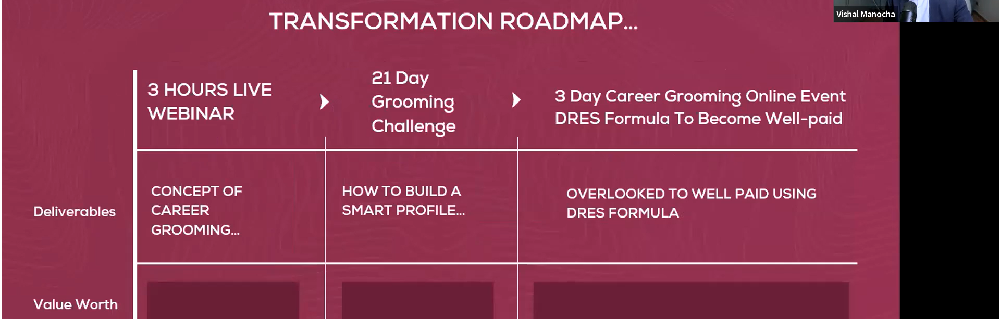 TRANSFORMATION ROADMAP...
Vishal Manocha
3 HOURS LIVE
WEBINAR
21 Day
Grooming
Challenge
3 Day Career Grooming Online Event
DRES Formula To Become Well-paid
Deliverables
CONCEPT OF
CAREER
GROOMING...
HOW TO BUILD A
SMART PROFILE...
OVERLOOKED TO WELL PAID USING
DRES FORMULA
Value Worth